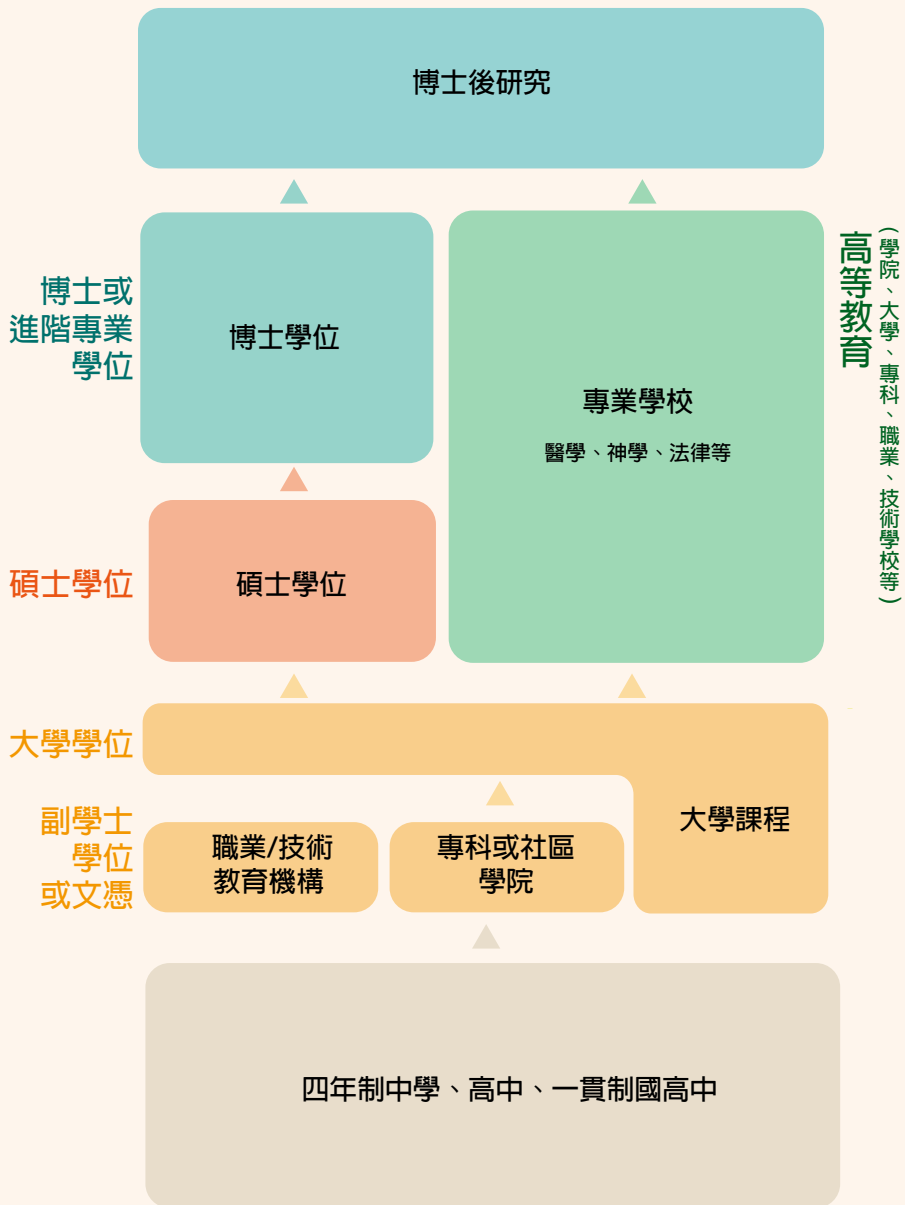 博士後研究
博士或
進階專業
學位
博士學位
專業學校
醫學、神學、法律等
高等教育
(學院、大學、專科、職業、技術學校等)
碩士學位
碩士學位
大學學位
大學課程
副學士
學位
或文憑
職業/技術
教育機構
專科或社區
學院
四年制中學、高中、一貫制國高中